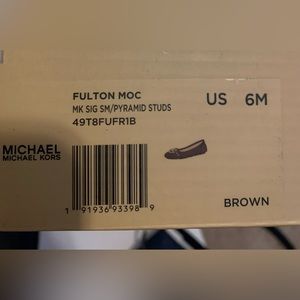 FULTON MOC
MK SIG SM/PYRAMID STUDS
49T8FUFR1B
US 6M
MICHAEL
MICHAEL KORS
1 91936 93398 9
BROWN